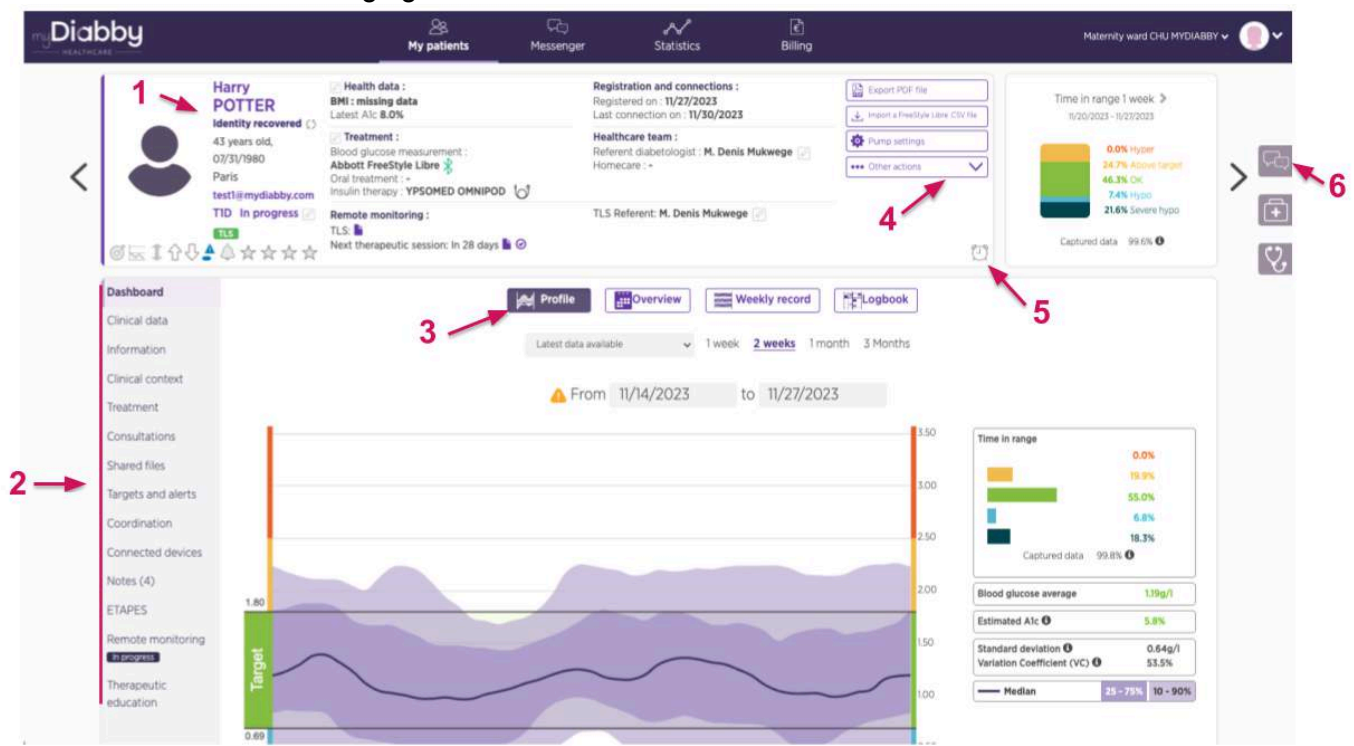 myDiabby
HEALTHCARE
My patients
Messenger
Statistics
Billing
Maternity ward CHU MYDIABBY
1
Harry
POTTER
Identity recovered
43 years old,
07/31/1980
Paris
test1@mydiabby.com
T1D In progress
TLS
Health data :
BMI : missing data
Latest A1c 8.0%
Treatment :
Blood glucose measurement :
Abbott FreeStyle Libre
Oral treatment : -
Insulin therapy : YPSOMED OMNIPOD
Remote monitoring :
TLS:
Next therapeutic session: In 28 days
Registration and connections :
Registered on : 11/27/2023
Last connection on : 11/30/2023
Healthcare team :
Referent diabetologist : M. Denis Mukwege
Homecare : -
TLS Referent: M. Denis Mukwege
Export PDF file
Import a FreeStyle Libre CSV file
Pump settings
Other actions
4
5
Time in range 1 week
11/20/2023 - 11/27/2023
0.0% Hyper
24.7% Above target
46.3% OK
7.4% Hypo
21.6% Severe hypo
Captured data 99.6%
6
2
Dashboard
Clinical data
Information
Clinical context
Treatment
Consultations
Shared files
Targets and alerts
Coordination
Connected devices
Notes (4)
ETAPES
Remote monitoring
In progress
Therapeutic
education
3
Profile
Overview
Weekly record
Logbook
Latest data available
1 week 2 weeks 1 month 3 Months
From 11/14/2023 to 11/27/2023
3.50
3.00
2.50
2.00
1.50
1.00
1.80
Target
0.69
Time in range
0.0%
19.9%
55.0%
6.8%
18.3%
Captured data 99.8%
Blood glucose average 1.19g/l
Estimated A1c 5.8%
Standard deviation 0.64g/l
Variation Coefficient (VC) 53.5%
Median 25 - 75% 10 - 90%